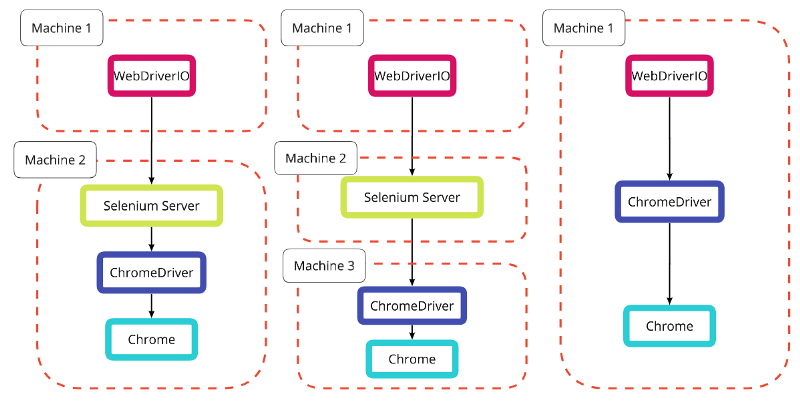 Machine 1
WebDriverIO
Machine 2
Selenium Server
ChromeDriver
Chrome
Machine 1
WebDriverIO
Machine 2
Selenium Server
Machine 3
ChromeDriver
Chrome
Machine 1
WebDriverIO
ChromeDriver
Chrome